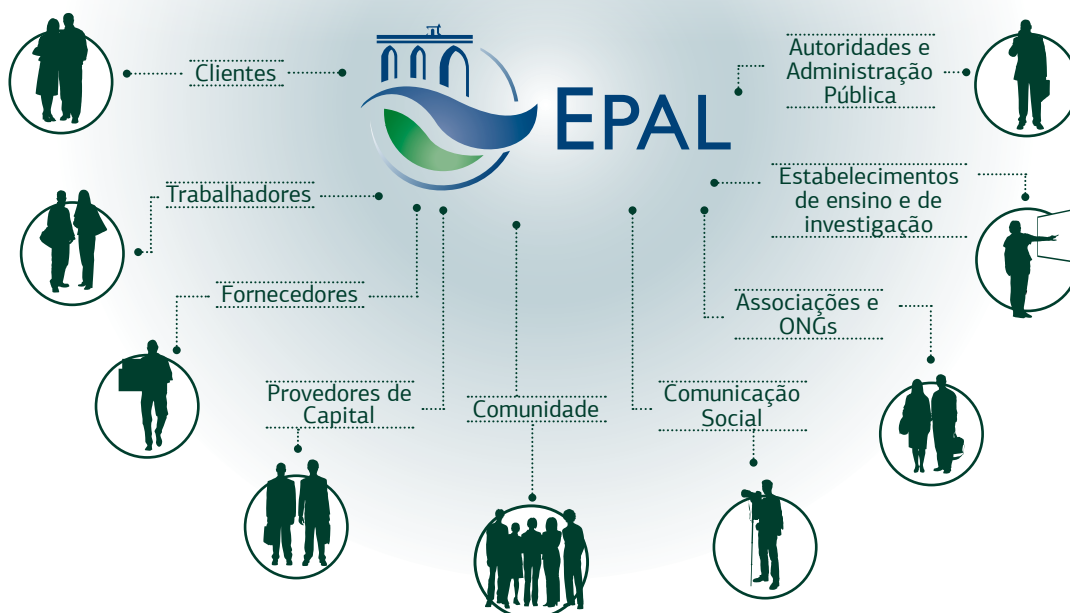 Clientes
EPAL
Autoridades e
Administração
Pública
Trabalhadores
Estabelecimentos
de ensino e de
investigação
Fornecedores
Associações e
ONGs
Provedores de
Capital
Comunidade
Comunicação
Social